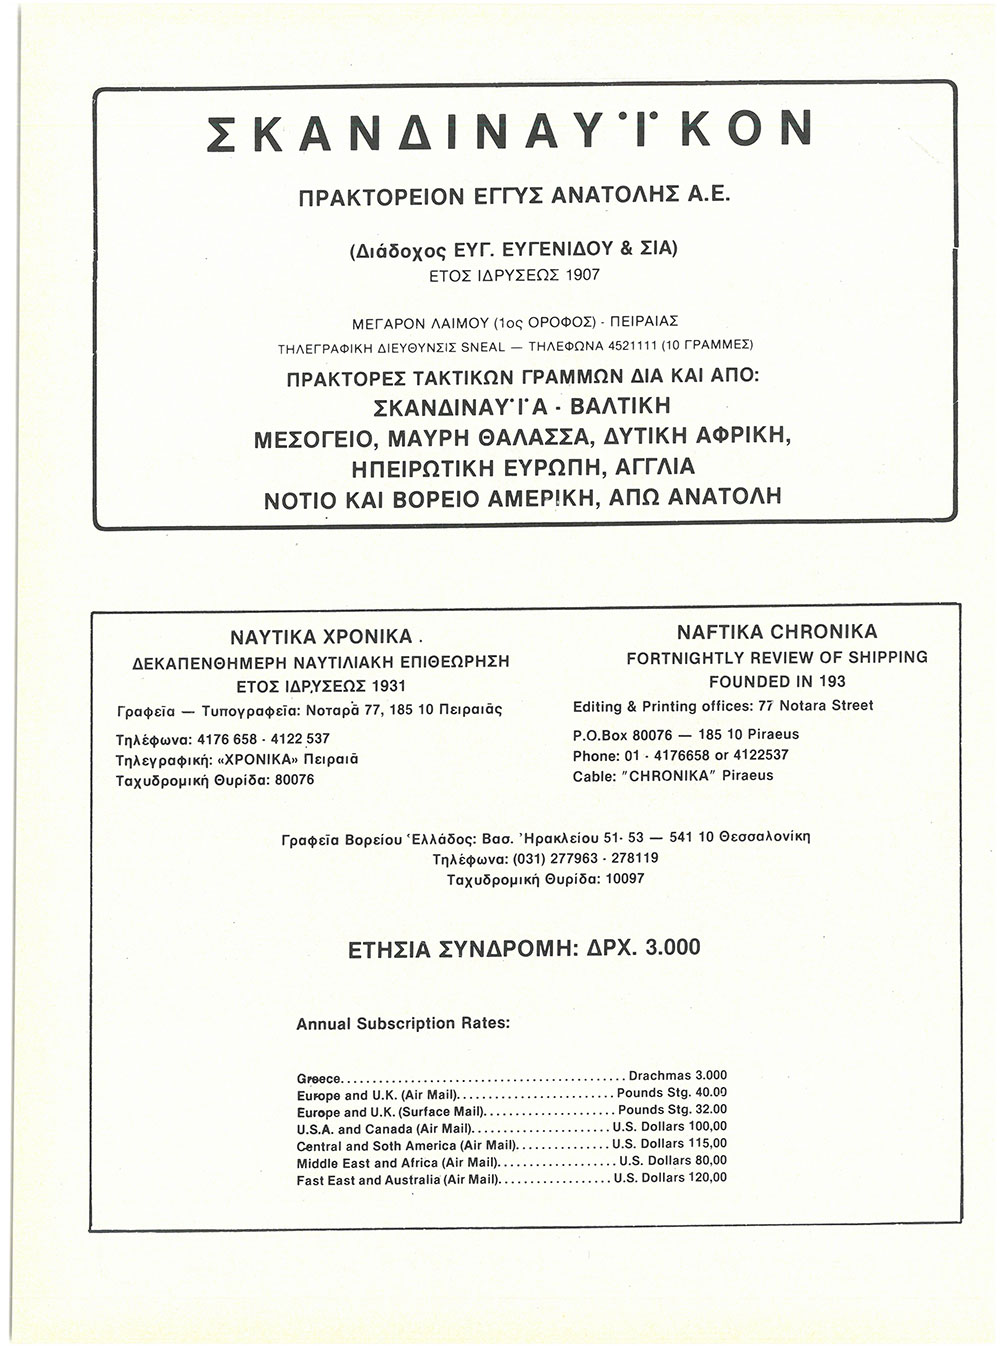 ΣΚΑΝΔΙΝΑΥΪΚΟΝ
ΠΡΑΚΤΟΡΕΙΟΝ ΕΓΓΥΣ ΑΝΑΤΟΛΗΣ Α.Ε.
(Διάδοχος ΕΥΓ. ΕΥΓΕΝΙΔΟΥ & ΣΙΑ)
ΕΤΟΣ ΙΔΡΥΣΕΩΣ 1907
ΜΕΓΑΡΟΝ ΛΑΙΜΟΥ (1ος ΟΡΟΦΟΣ) - ΠΕΙΡΑΙΑΣ
ΤΗΛΕΓΡΑΦΙΚΗ ΔΙΕΥΘΥΝΣΙΣ SNEAL — ΤΗΛΕΦΩΝΑ 4521111 (10 ΓΡΑΜΜΕΣ)
ΠΡΑΚΤΟΡΕΣ ΤΑΚΤΙΚΩΝ ΓΡΑΜΜΩΝ ΔΙΑ ΚΑΙ ΑΠΟ:
ΣΚΑΝΔΙΝΑΥΪΑ - ΒΑΛΤΙΚΗ
ΜΕΣΟΓΕΙΟ, ΜΑΥΡΗ ΘΑΛΑΣΣΑ, ΔΥΤΙΚΗ ΑΦΡΙΚΗ,
ΗΠΕΙΡΩΤΙΚΗ ΕΥΡΩΠΗ, ΑΓΓΛΙΑ
ΝΟΤΙΟ ΚΑΙ ΒΟΡΕΙΟ ΑΜΕΡΙΚΗ, ΑΠΩ ΑΝΑΤΟΛΗ
ΝΑΥΤΙΚΑ ΧΡΟΝΙΚΑ .
ΔΕΚΑΠΕΝΘΗΜΕΡΗ ΝΑΥΤΙΛΙΑΚΗ ΕΠΙΘΕΩΡΗΣΗ
ΕΤΟΣ ΙΔΡΥΣΕΩΣ 1931
Γραφεῖα — Τυπογραφεῖα: Νοταρᾶ 77, 185 10 Πειραιᾶς
Τηλέφωνα: 4176 658 - 4122 537
Τηλεγραφική: «ΧΡΟΝΙΚΑ» Πειραιᾶ
Ταχυδρομική Θυρίδα: 80076
NAFTIKA CHRONIKA
FORTNIGHTLY REVIEW OF SHIPPING
FOUNDED IN 193
Editing & Printing offices: 77 Notara Street
P.O.Box 80076 — 185 10 Piraeus
Phone: 01 - 4176658 or 4122537
Cable: "CHRONIKA" Piraeus
Γραφεῖα Βορείου Ἑλλάδος: Βασ. Ἡρακλείου 51- 53 — 541 10 Θεσσαλονίκη
Τηλέφωνα: (031) 277963 - 278119
Ταχυδρομική Θυρίδα: 10097
ΕΤΗΣΙΑ ΣΥΝΔΡΟΜΗ: ΔΡΧ. 3.000
Annual Subscription Rates:
Greece............................................. Drachmas 3.000
Europe and U.K. (Air Mail)......................... Pounds Stg. 40.00
Europe and U.K. (Surface Mail)..................... Pounds Stg. 32.00
U.S.A. and Canada (Air Mail)...................... U.S. Dollars 100,00
Central and Soth America (Air Mail)............... U.S. Dollars 115,00
Middle East and Africa (Air Mail)................... U.S. Dollars 80,00
Fast East and Australia (Air Mail).................. U.S. Dollars 120,00